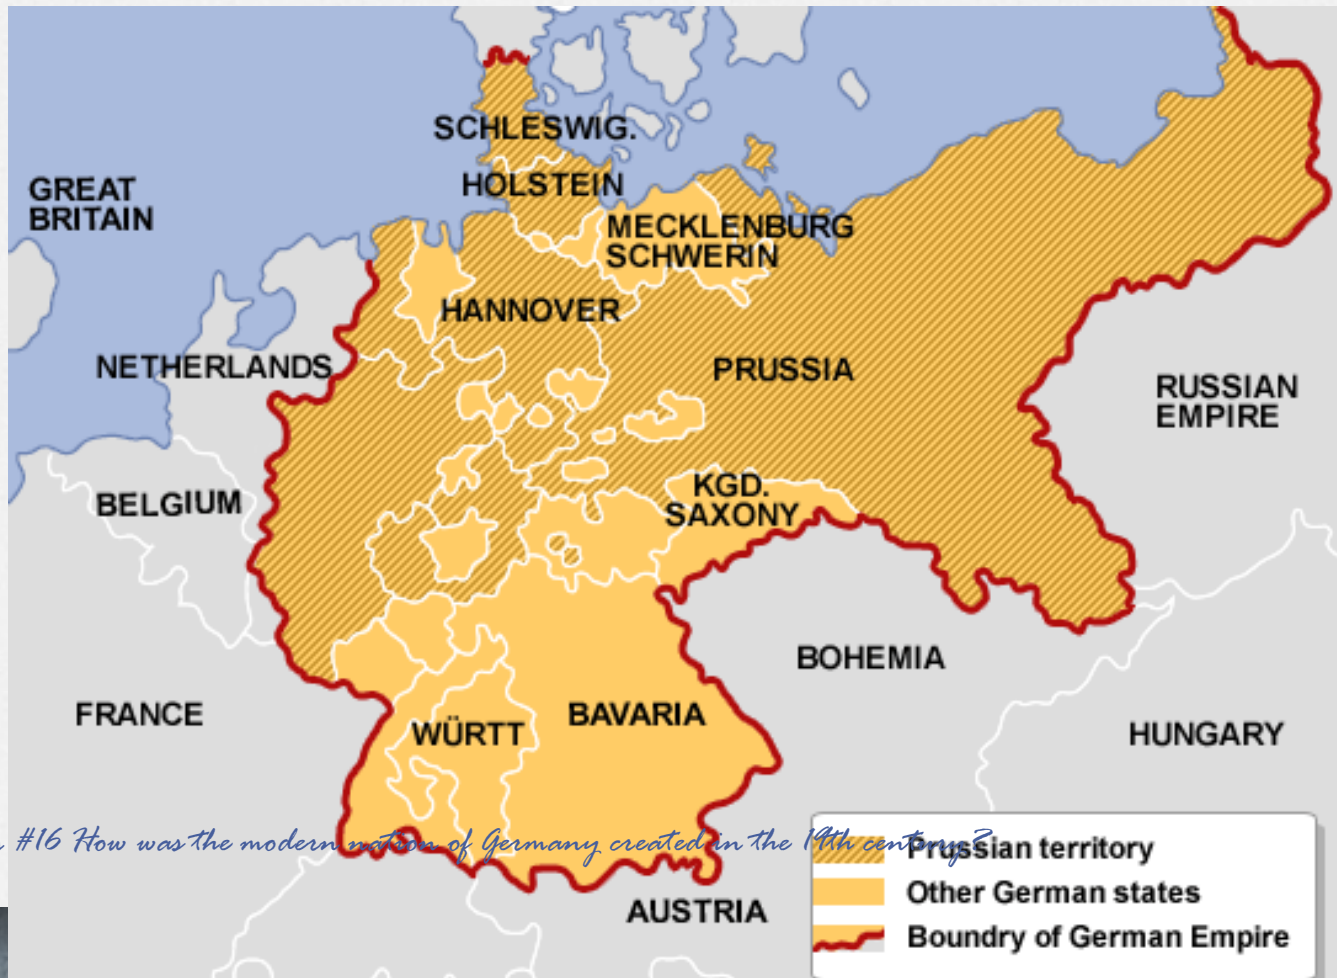 SCHLESWIG.
GREAT
BRITAIN
HOLSTEIN
MECKLENBURG
SCHWERIN
HANNOVER
NETHERLANDS
PRUSSIA
RUSSIAN
EMPIRE
BELGIUM
KGD.
SAXONY
BOHEMIA
FRANCE
WÜRTT
BAVARIA
HUNGARY
#16 How was the modern nation of Germany created in the 19th century?
Prussian territory
Other German states
Boundry of German Empire
AUSTRIA